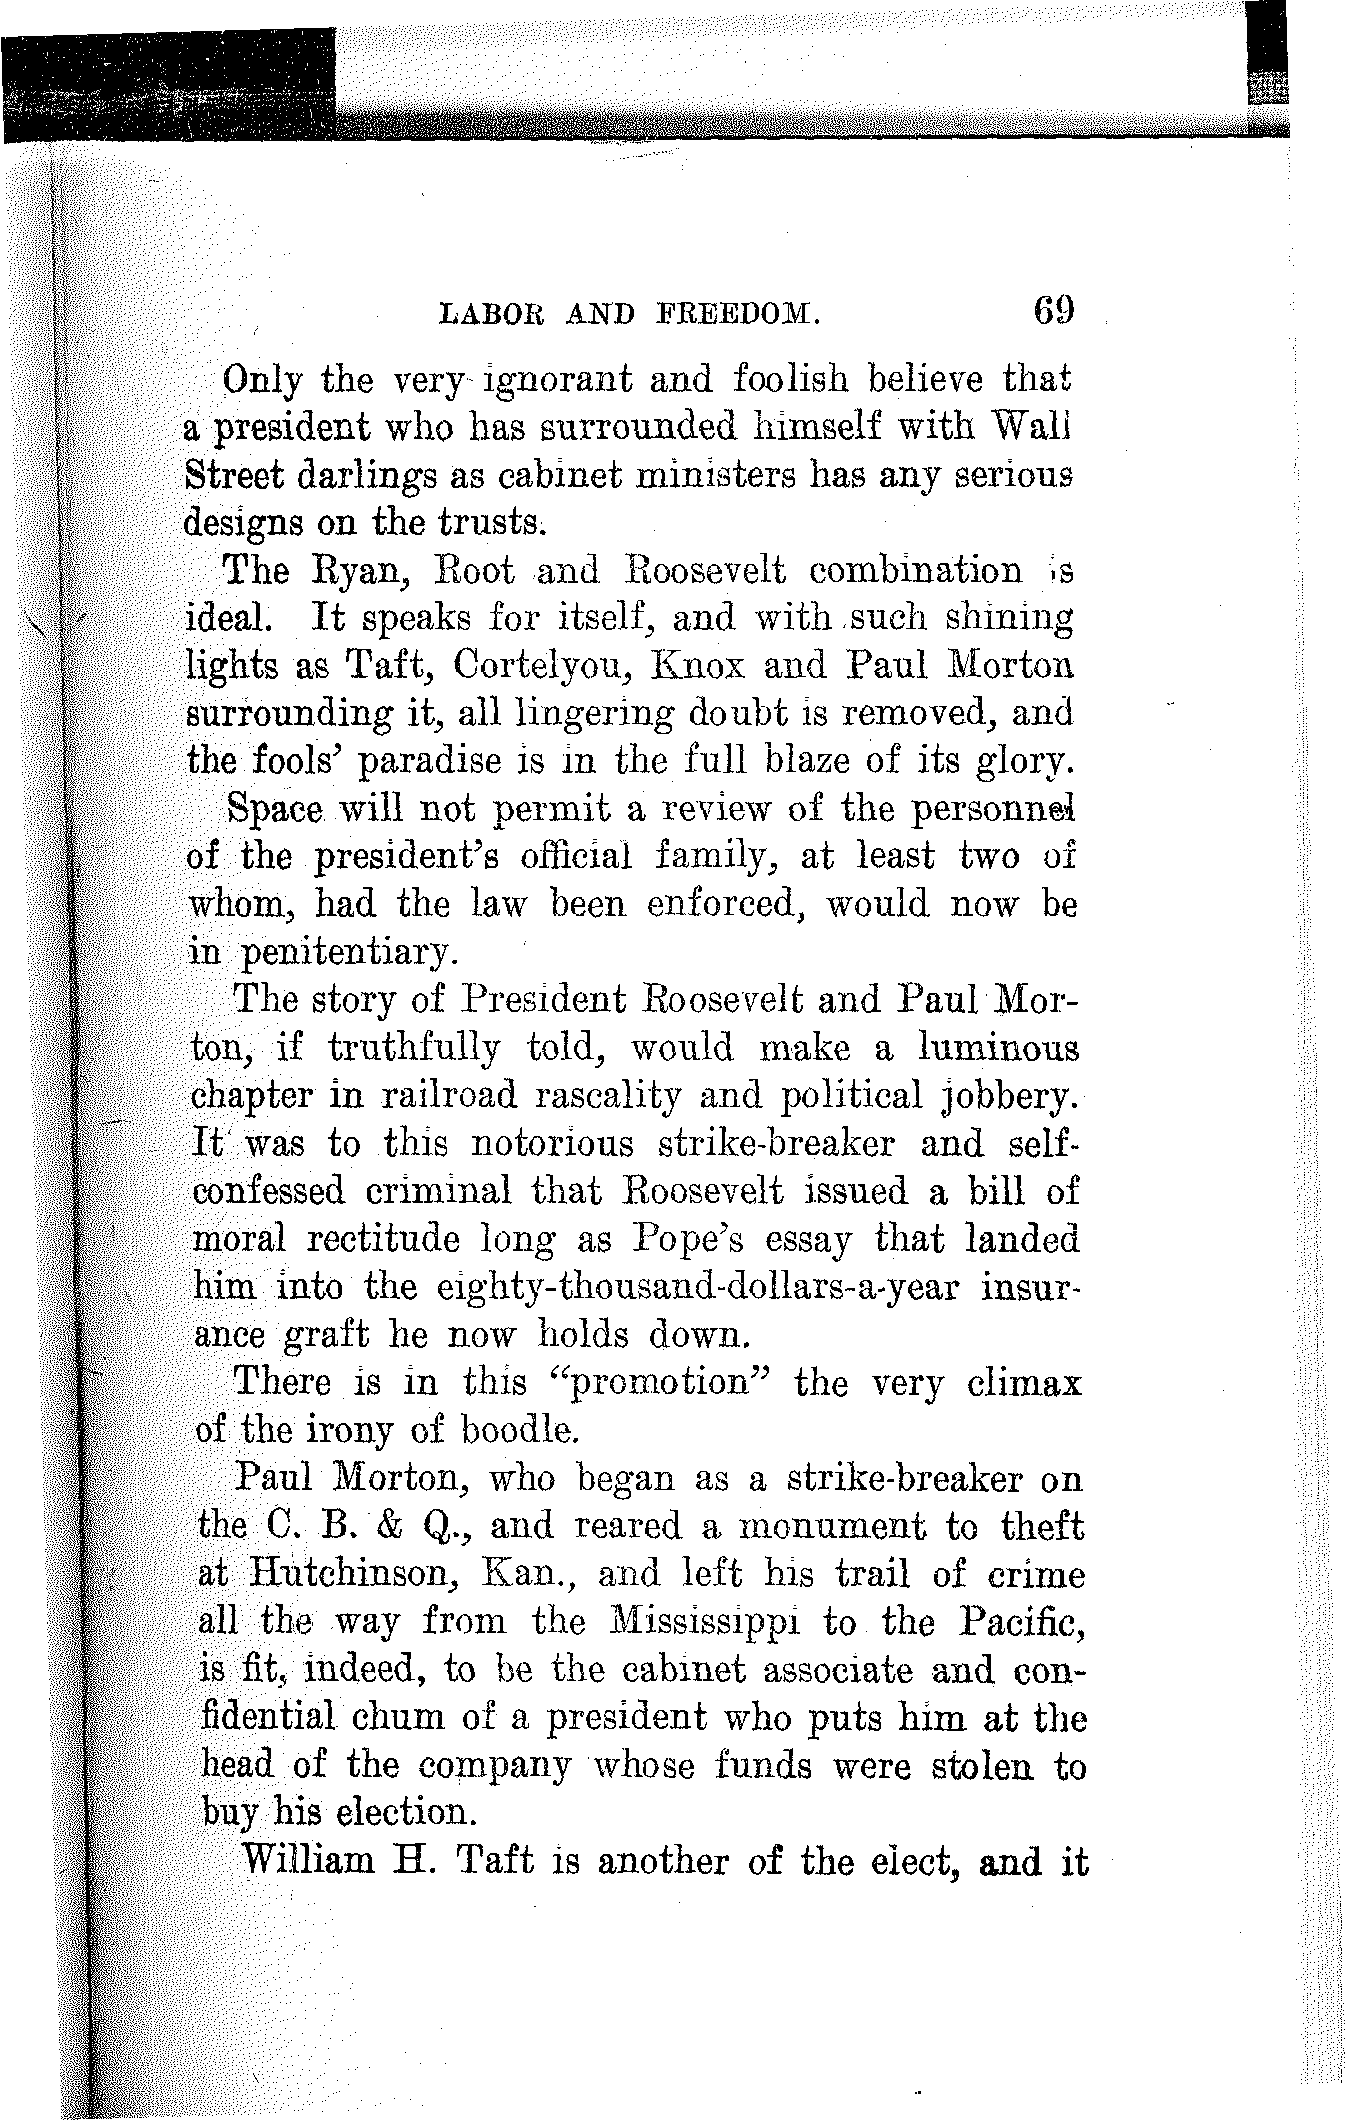 LABOR AND FREEDOM. 69
Only the very ignorant and foolish believe that
a president who has surrounded himself with Wall
Street darlings as cabinet ministers has any serious
designs on the trusts.
The Ryan, Root and Roosevelt combination is
ideal. It speaks for itself, and with such shining
lights as Taft, Cortelyou, Knox and Paul Morton
surrounding it, all lingering doubt is removed, and
the fools' paradise is in the full blaze of its glory.
Space will not permit a review of the personnel
of the president's official family, at least two of
whom, had the law been enforced, would now be
in penitentiary.
The story of President Roosevelt and Paul Mor-
ton, if truthfully told, would make a luminous
chapter in railroad rascality and political jobbery.
It was to this notorious strike-breaker and self-
confessed criminal that Roosevelt issued a bill of
moral rectitude long as Pope's essay that landed
him into the eighty-thousand-dollars-a-year insur-
ance graft he now holds down.
There is in this "promotion" the very climax
of the irony of boodle.
Paul Morton, who began as a strike-breaker on
the C. B. & Q., and reared a monument to theft
at Hutchinson, Kan., and left his trail of crime
all the way from the Mississippi to the Pacific,
is fit, indeed, to be the cabinet associate and con-
fidential chum of a president who puts him at the
head of the company whose funds were stolen to
buy his election.
William H. Taft is another of the elect, and it